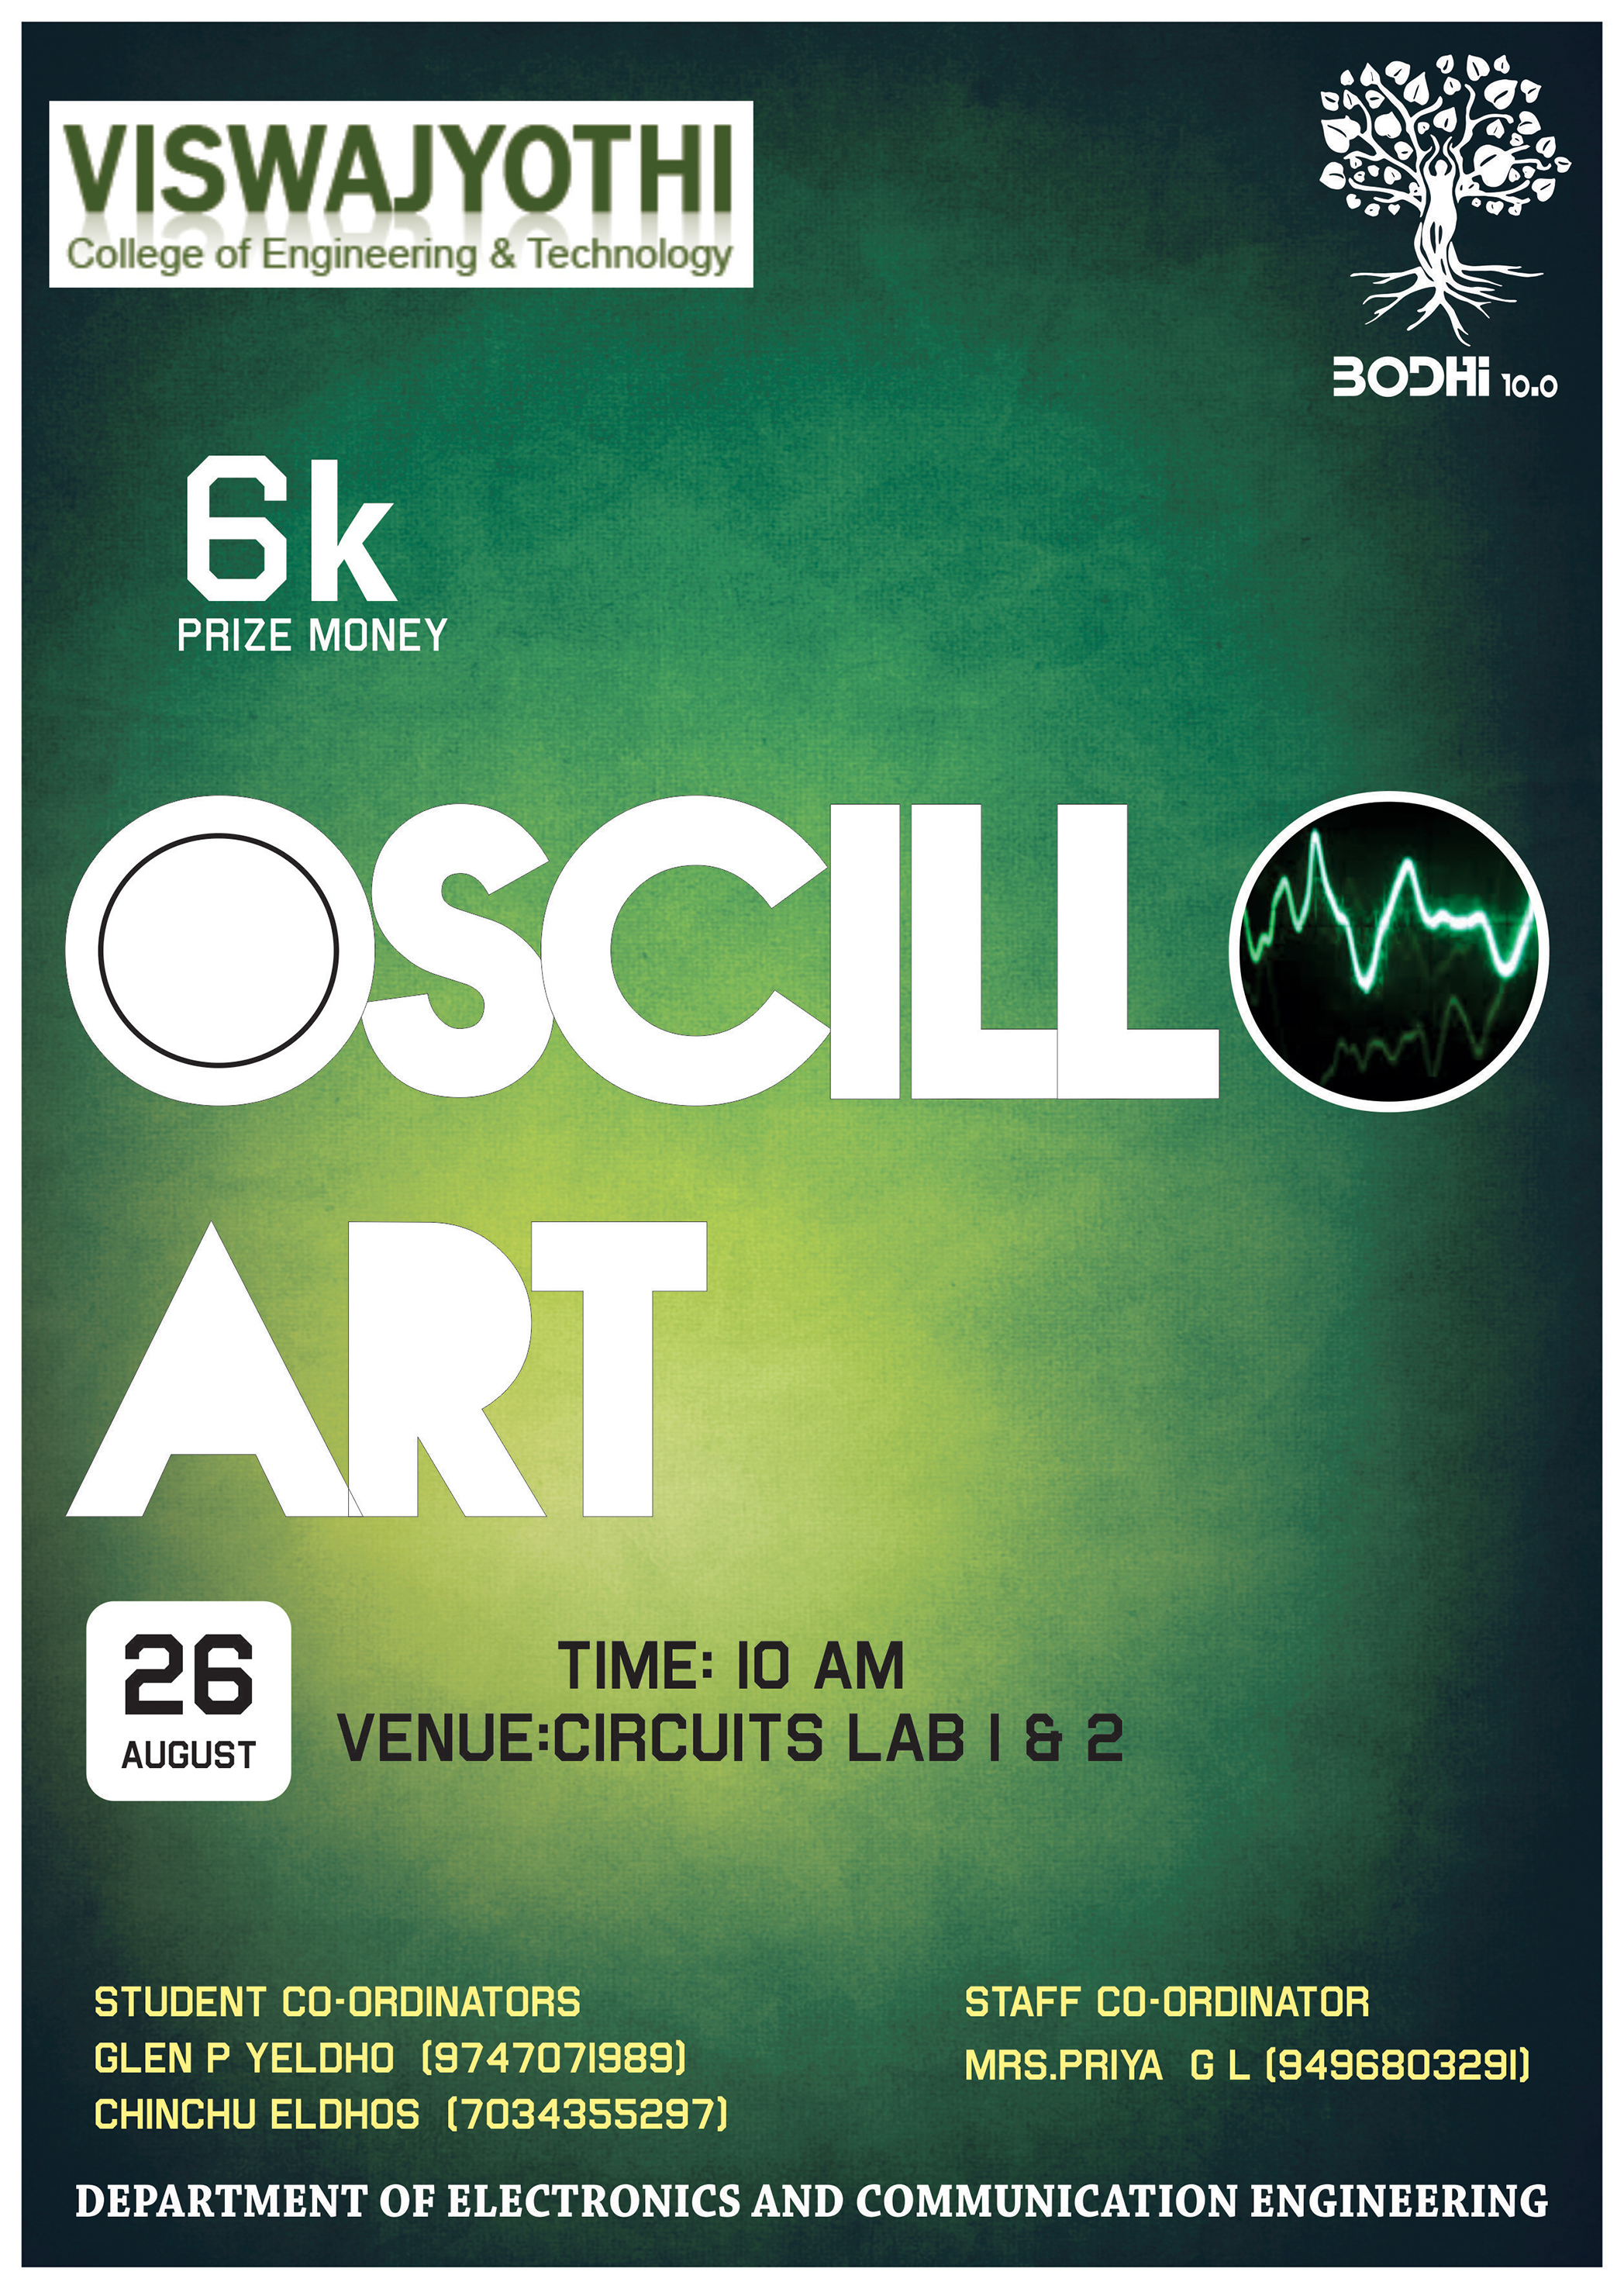 VISWAJYOTHI
College of Engineering & Technology
BODHi 10.0
6k
PRIZE MONEY
OSCILLO
ART
26
AUGUST
TIME: 10 AM
VENUE:CIRCUITS LAB 1 & 2
STUDENT CO-ORDINATORS
GLEN P YELDHO (9747071989)
CHINCHU ELDHOS (7034355297)
STAFF CO-ORDINATOR
MRS.PRIYA G L (9496803291)
DEPARTMENT OF ELECTRONICS AND COMMUNICATION ENGINEERING